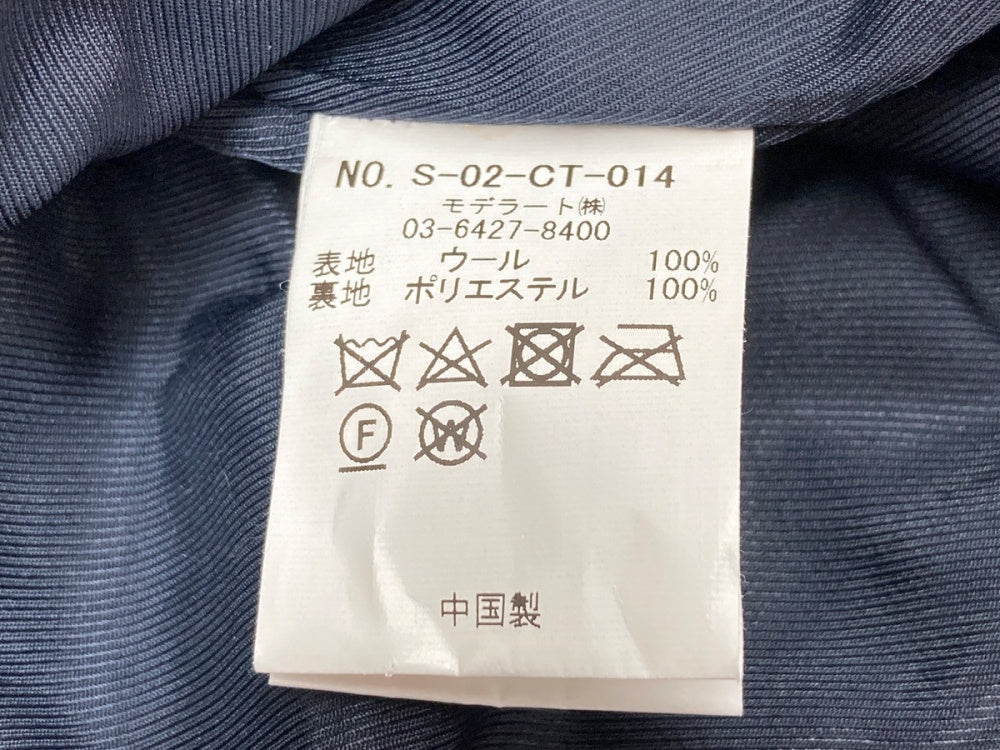 NO. S-02-CT-014
モデラート㈱
03-6427-8400
表地 ウール 100%
裏地 ポリエステル 100%
F W
中国製